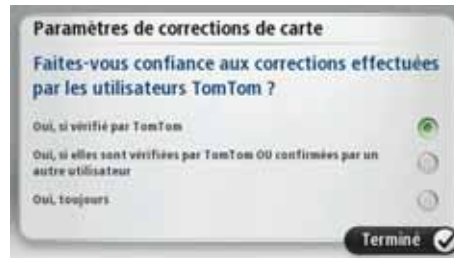 Paramètres de corrections de carte
Faites-vous confiance aux corrections effectuées
par les utilisateurs TomTom ?
Oui, si vérifié par TomTom
Oui, si elles sont vérifiées par TomTom OU confirmées par un
autre utilisateur
Oui, toujours
Terminé